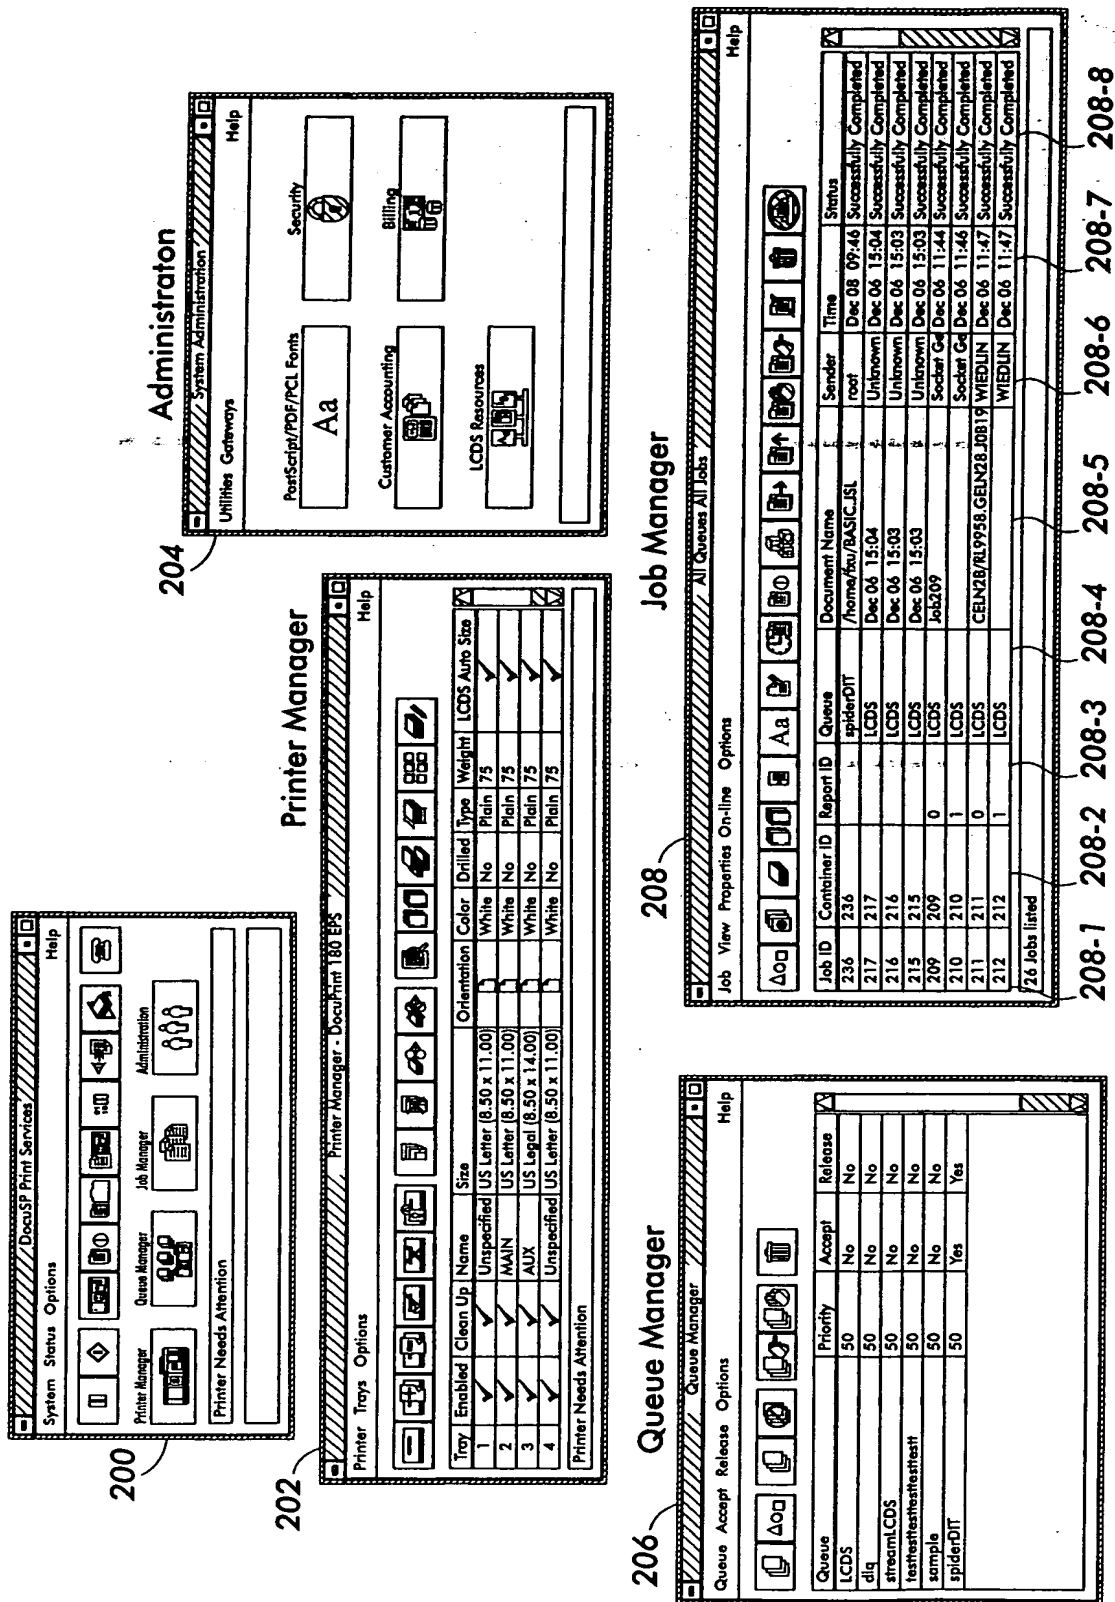 DocuSP Print Services
System Status Options Help
Printer Manager Queue Manager Job Manager Administration
Printer Needs Attention
200
Printer Manager
202
Printer Manager - DocuPrint 180 EPS
Printer Trays Options Help
Tray Enabled Clean Up Name Size Orientation Color Drilled Type Weight LCDS Auto Size
1 Unspecified US Letter (8.50 x 11.00) White No Plain 75
2 MAIN US Letter (8.50 x 11.00) White No Plain 75
3 AUX US Legal (8.50 x 14.00) White No Plain 75
4 Unspecified US Letter (8.50 x 11.00) White No Plain 75
Printer Needs Attention
Administraton
204
System Administration
Utilities Gateways Help
PostScript/PDF/PCL Fonts Security
Aa
Customer Accounting Billing
LCDS Resources
Queue Manager
206
Queue Manager
Queue Accept Release Options Help
Queue Priority Accept Release
LCDS 50 No No
dlq 50 No No
streamLCDS 50 No No
testtesttesttesttesttestt 50 No No
sample 50 No No
spiderDIT 50 Yes Yes
Job Manager
208
All Queues All Jobs
Job View Properties On-line Options Help
Aa
Job ID Container ID Report ID Queue Document Name Sender Time Status
236 236 spiderDIT /home/fxu/BASIC.JSL root Dec 08 09:46 Successfully Completed
217 217 LCDS Dec 06 15:04 Unknown Dec 06 15:04 Successfully Completed
216 216 LCDS Dec 06 15:03 Unknown Dec 06 15:03 Successfully Completed
215 215 LCDS Dec 06 15:03 Unknown Dec 06 15:03 Successfully Completed
209 209 0 LCDS Job209 Socket Ge Dec 06 11:44 Successfully Completed
210 210 1 LCDS Socket Ge Dec 06 11:46 Successfully Completed
211 211 0 LCDS CELN2B/RL9958.GELN28.J0B19 WIEDLIN Dec 06 11:47 Successfully Completed
212 212 1 LCDS WIEDLIN Dec 06 11:47 Successfully Completed
26 Jobs listed
208-1 208-2 208-3 208-4 208-5 208-6 208-7 208-8